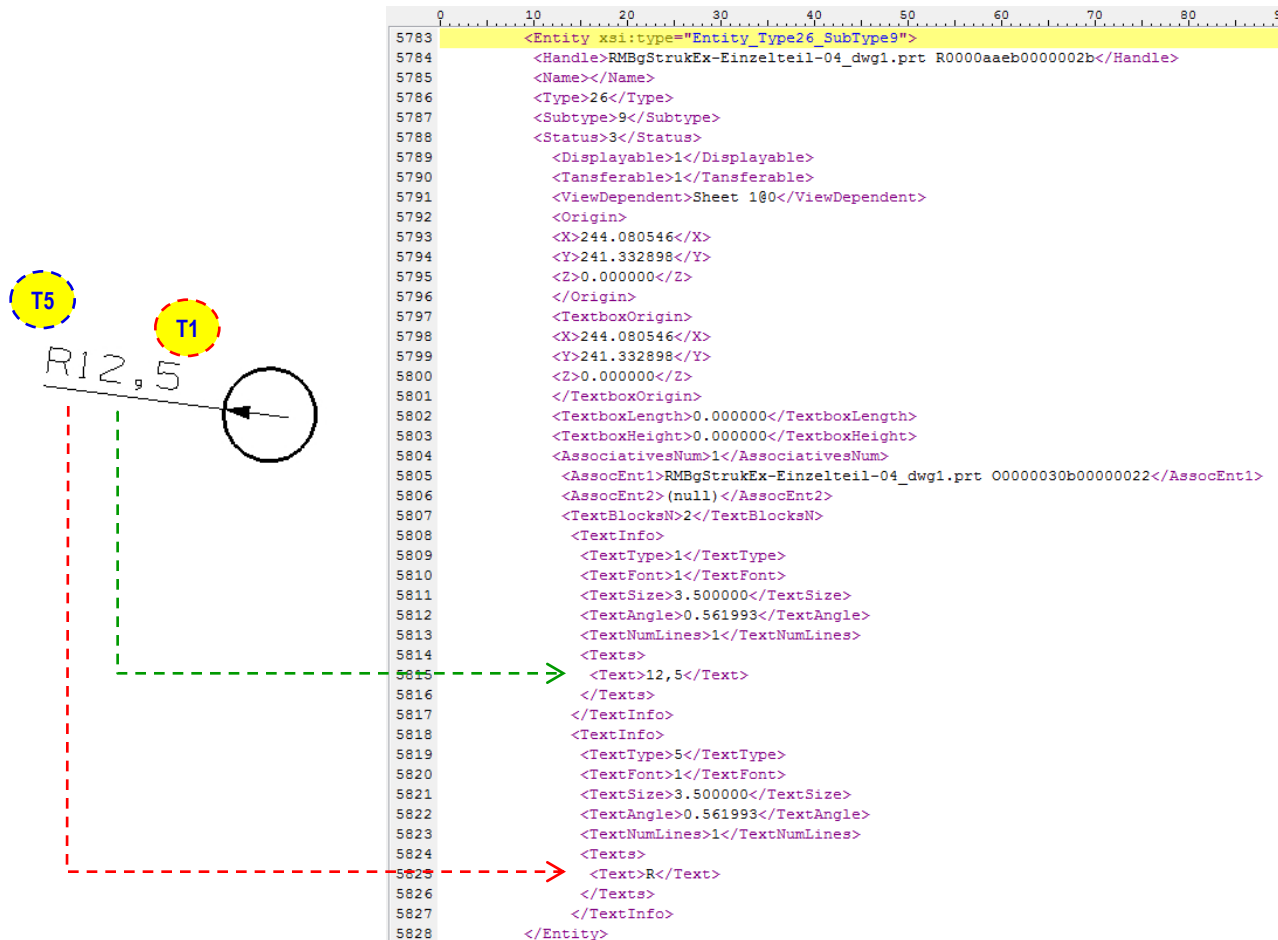 0 10 20 30 40 50 60 70 80
5783 <Entity xsi:type="Entity_Type26_SubType9">
5784 <Handle>RMBgStrukEx-Einzelteil-04_dwg1.prt R0000aaeb0000002b</Handle>
5785 <Name></Name>
5786 <Type>26</Type>
5787 <Subtype>9</Subtype>
5788 <Status>3</Status>
5789 <Displayable>1</Displayable>
5790 <Tansferable>1</Tansferable>
5791 <ViewDependent>Sheet 1@0</ViewDependent>
5792 <Origin>
5793 <X>244.080546</X>
5794 <Y>241.332898</Y>
5795 <Z>0.000000</Z>
5796 </Origin>
5797 <TextboxOrigin>
5798 <X>244.080546</X>
5799 <Y>241.332898</Y>
5800 <Z>0.000000</Z>
5801 </TextboxOrigin>
5802 <TextboxLength>0.000000</TextboxLength>
5803 <TextboxHeight>0.000000</TextboxHeight>
5804 <AssociativesNum>1</AssociativesNum>
5805 <AssocEnt1>RMBgStrukEx-Einzelteil-04_dwg1.prt O0000030b00000022</AssocEnt1>
5806 <AssocEnt2>(null)</AssocEnt2>
5807 <TextBlocksN>2</TextBlocksN>
5808 <TextInfo>
5809 <TextType>1</TextType>
5810 <TextFont>1</TextFont>
5811 <TextSize>3.500000</TextSize>
5812 <TextAngle>0.561993</TextAngle>
5813 <TextNumLines>1</TextNumLines>
5814 <Texts>
5815 <Text>12,5</Text>
5816 </Texts>
5817 </TextInfo>
5818 <TextInfo>
5819 <TextType>5</TextType>
5820 <TextFont>1</TextFont>
5821 <TextSize>3.500000</TextSize>
5822 <TextAngle>0.561993</TextAngle>
5823 <TextNumLines>1</TextNumLines>
5824 <Texts>
5825 <Text>R</Text>
5826 </Texts>
5827 </TextInfo>
5828 </Entity>
T5
T1
R12,5